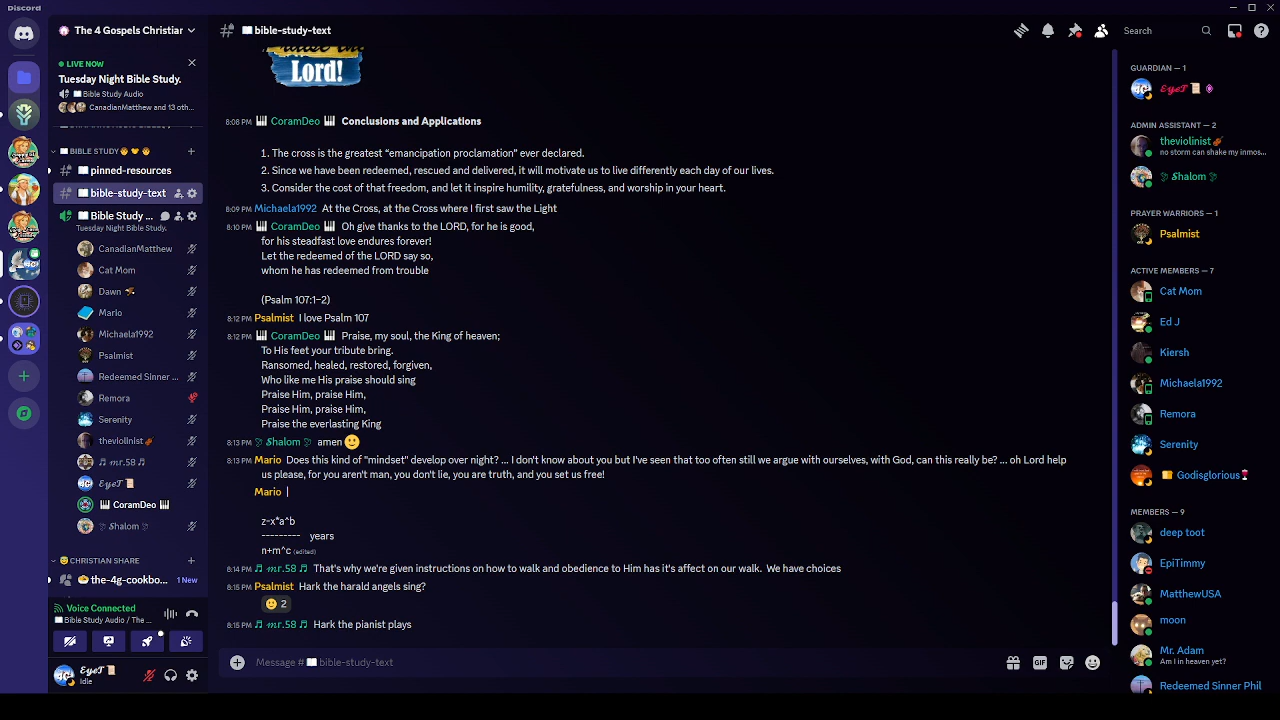 Discord
The 4 Gospels Christian
📖bible-study-text
Search
LIVE NOW
Tuesday Night Bible Study.
📖Bible Study Audio
CanadianMatthew and 13 oth...
BIBLE STUDY
pinned-resources
📖bible-study-text
📖Bible Study ...
Tuesday Night Bible Study.
CanadianMatthew
Cat Mom
Dawn
Mario
Michaela1992
Psalmist
Redeemed Sinner ...
Remora
Serenity
theviolinist🎻
🎵 𝓶𝓻.58 🎵
𝓔𝔂𝓮𝓣 📜
🎹 CoramDeo 🎹
🕊 𝓢halom 🕊
CHRISTIAN SHARE
the-4g-cookbo...
1 New
Voice Connected
📖Bible Study Audio / The ...
𝓔𝔂𝓮𝓣 📜
Idle
Lord!
8:08 PM 🎹 CoramDeo 🎹 Conclusions and Applications
1. The cross is the greatest “emancipation proclamation” ever declared.
2. Since we have been redeemed, rescued and delivered, it will motivate us to live differently each day of our lives.
3. Consider the cost of that freedom, and let it inspire humility, gratefulness, and worship in your heart.
8:09 PM Michaela1992 At the Cross, at the Cross where I first saw the Light
8:10 PM 🎹 CoramDeo 🎹 Oh give thanks to the LORD, for he is good,
for his steadfast love endures forever!
Let the redeemed of the LORD say so,
whom he has redeemed from trouble
(Psalm 107:1–2)
8:12 PM Psalmist I love Psalm 107
8:12 PM 🎹 CoramDeo 🎹 Praise, my soul, the King of heaven;
To His feet your tribute bring.
Ransomed, healed, restored, forgiven,
Who like me His praise should sing
Praise Him, praise Him,
Praise Him, praise Him,
Praise the everlasting King
8:13 PM 🕊 𝓢halom 🕊 amen 🙂
8:13 PM Mario Does this kind of "mindset" develop over night? ... I don't know about you but I've seen that too often still we argue with ourselves, with God, can this really be? ... oh Lord help
us please, for you aren't man, you don't lie, you are truth, and you set us free!
Mario |
z-x*a^b
--------- years
n+m^c (edited)
8:14 PM 🎵 𝓶𝓻.58 🎵 That's why we're given instructions on how to walk and obedience to Him has it's affect on our walk. We have choices
8:15 PM Psalmist Hark the harald angels sing?
🙂 2
8:15 PM 🎵 𝓶𝓻.58 🎵 Hark the pianist plays
Message #📖bible-study-text
GIF
GUARDIAN — 1
𝓔𝔂𝓮𝓣 📜
ADMIN ASSISTANT — 2
theviolinist🎻
no storm can shake my inmos...
🕊 𝓢halom 🕊
PRAYER WARRIORS — 1
Psalmist
ACTIVE MEMBERS — 7
Cat Mom
Ed J
Kiersh
Michaela1992
Remora
Serenity
🍞 Godisglorious🍷
MEMBERS — 9
deep toot
EpiTimmy
MatthewUSA
moon
Mr. Adam
Am I in heaven yet?
Redeemed Sinner Phil